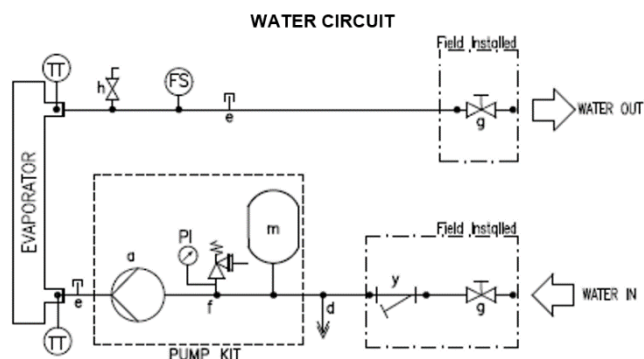 WATER CIRCUIT
Field Installed
TT
h
FS
e
g
WATER OUT
EVAPORATOR
a
PI
m
Field Installed
y
e
f
d
g
WATER IN
TT
PUMP KIT